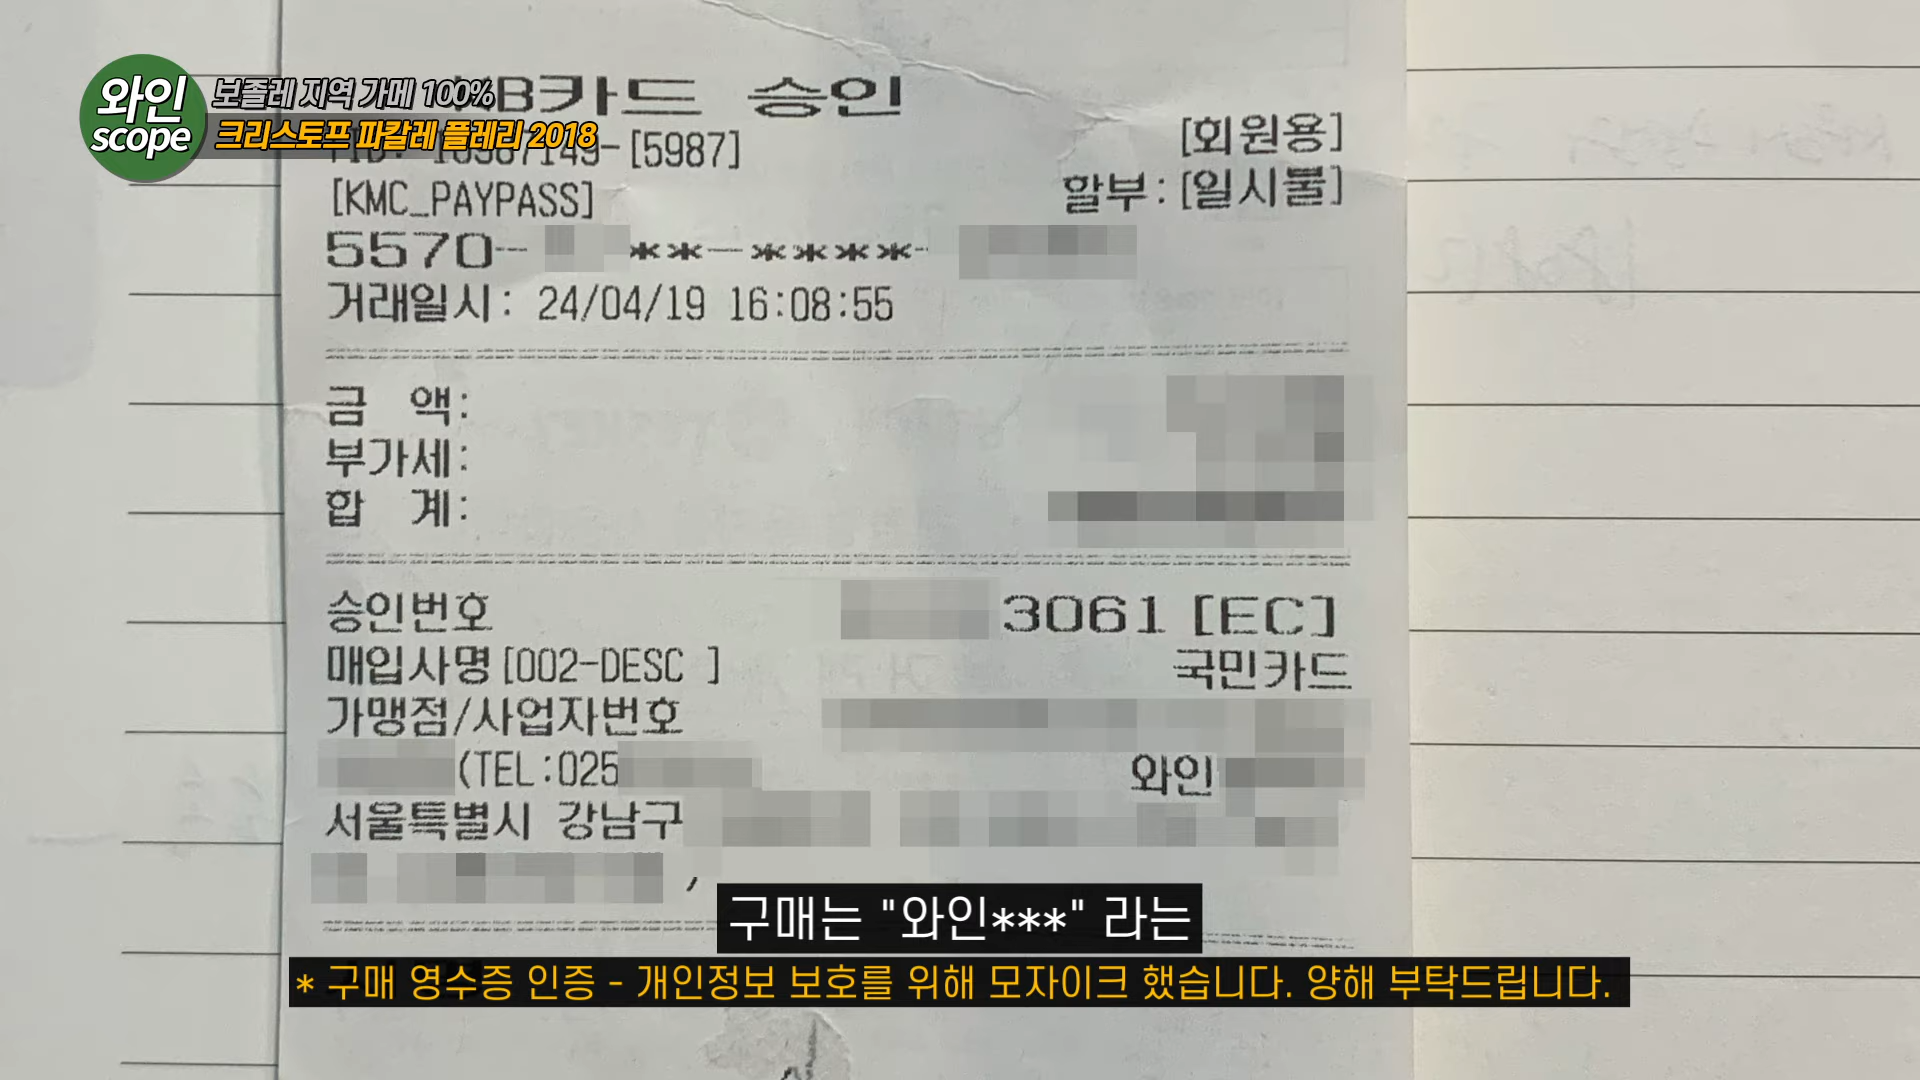 와인
scope
보졸레 지역 가메 100%
크리스토프 파칼레 플레리 2018
KB카드 승인
[5987]
[회원용]
[KMC_PAYPASS]
할부:[일시불]
5570- **-****-
거래일시: 24/04/19 16:08:55
금 액:
부가세:
합 계:
승인번호 3061 [EC]
매입사명[002-DESC ] 국민카드
가맹점/사업자번호
(TEL:025 와인
서울특별시 강남구
,
구매는 "와인***" 라는
* 구매 영수증 인증 - 개인정보 보호를 위해 모자이크 했습니다. 양해 부탁드립니다.